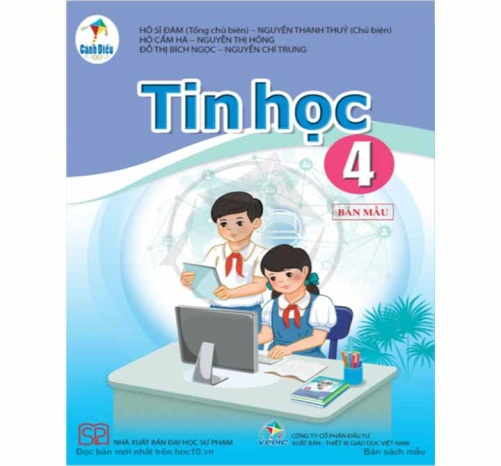 HỒ SĨ ĐÀM (Tổng chủ biên) – NGUYỄN THANH THUỶ (Chủ biên)
HỒ CẨM HÀ – NGUYỄN THỊ HỒNG
ĐỖ THỊ BÍCH NGỌC – NGUYỄN CHÍ TRUNG
Cánh Diều
Tin học
4
BẢN MẪU
SP
NHÀ XUẤT BẢN ĐẠI HỌC SƯ PHẠM
VEPIC
CÔNG TY CỔ PHẦN ĐẦU TƯ
XUẤT BẢN - THIẾT BỊ GIÁO DỤC VIỆT NAM
Đọc bản mới nhất trên hoc10.vn
Bản sách mẫu